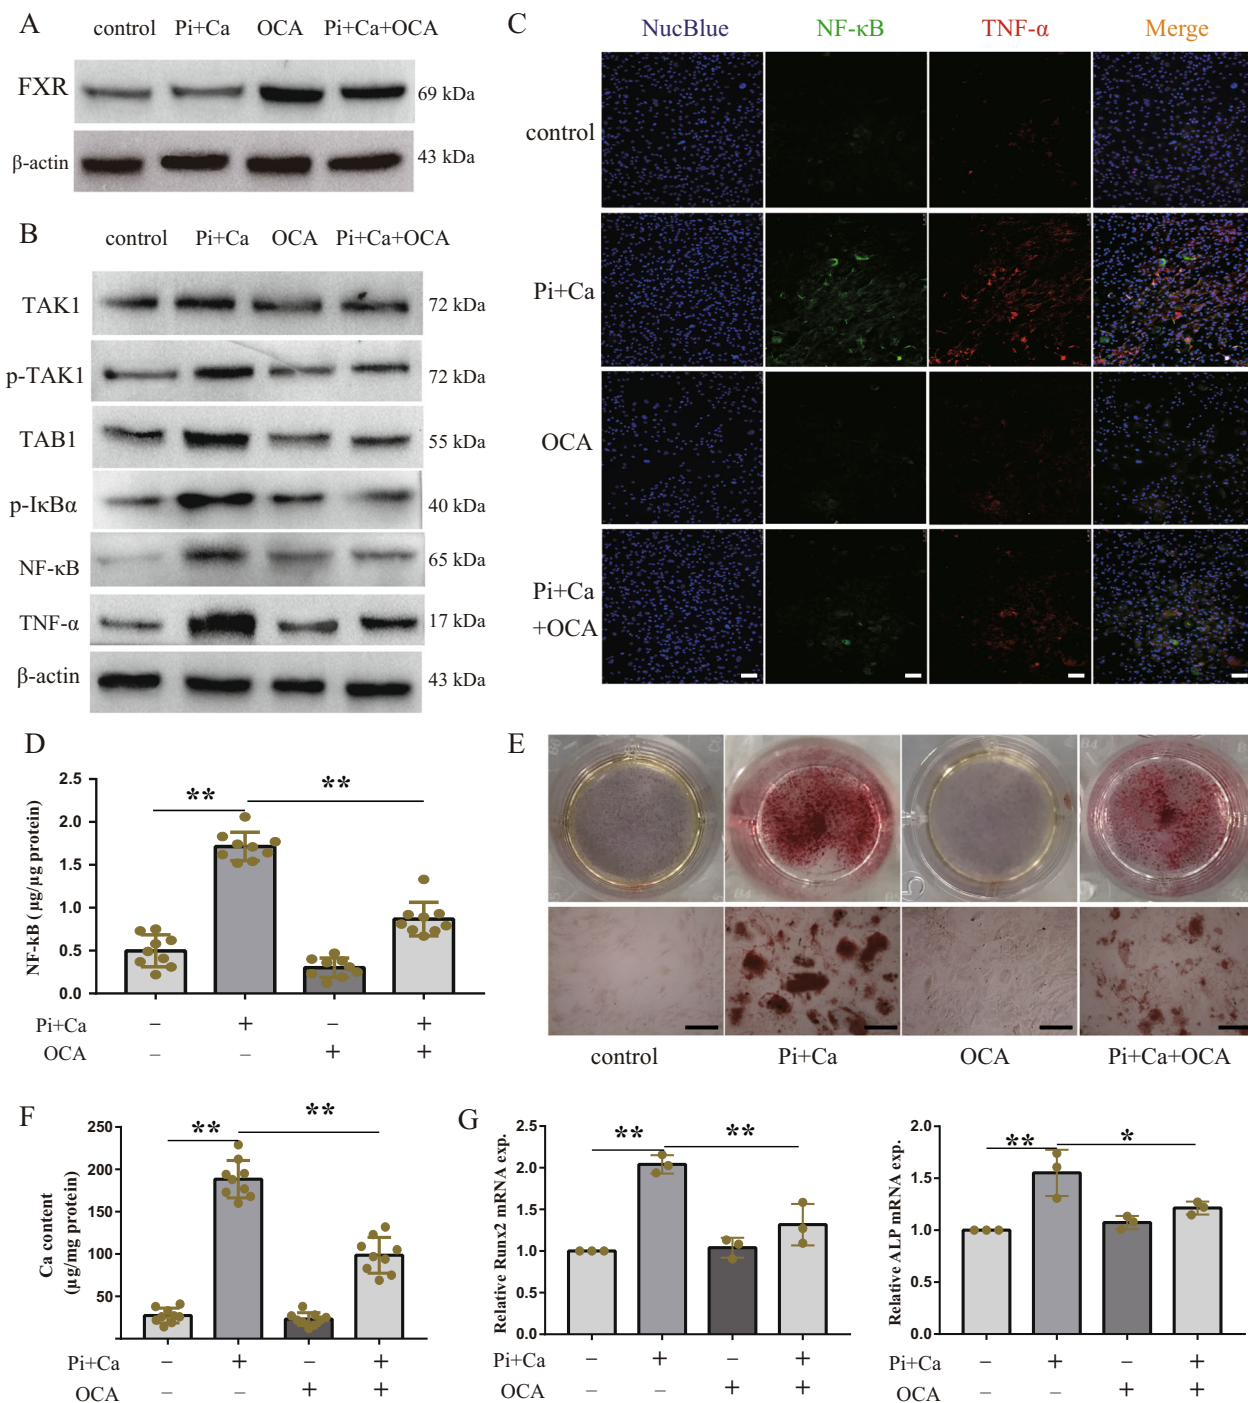 A
control Pi+Ca OCA Pi+Ca+OCA
FXR
69 kDa
β-actin
43 kDa
B
control Pi+Ca OCA Pi+Ca+OCA
TAK1
72 kDa
p-TAK1
72 kDa
TAB1
55 kDa
p-IκBα
40 kDa
NF-κB
65 kDa
TNF-α
17 kDa
β-actin
43 kDa
C
NucBlue NF-κB TNF-α Merge
control
Pi+Ca
OCA
Pi+Ca
+OCA
D
NF-kB (μg/μg protein)
2.5
2.0
1.5
1.0
0.5
0.0
** **
Pi+Ca − + − +
OCA − − + +
E
control Pi+Ca OCA Pi+Ca+OCA
F
Ca content
(μg/mg protein)
250
200
150
100
50
** **
Pi+Ca − + − +
OCA − − + +
G
Relative Runx2 mRNA exp.
2.5
2.0
1.5
1.0
0.5
0.0
** **
Pi+Ca − + − +
OCA − − + +
Relative ALP mRNA exp.
2.0
1.5
1.0
0.5
0.0
** *
Pi+Ca − + − +
OCA − − + +